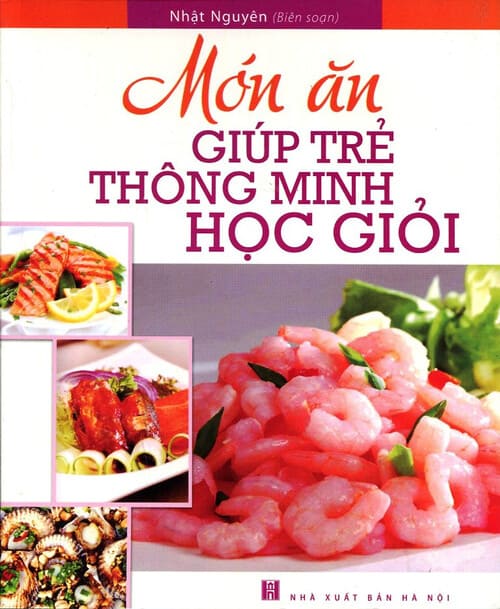 Nhật Nguyên (Biên soạn)
Món ăn
GIÚP TRẺ
THÔNG MINH
HỌC GIỎI
NHÀ XUẤT BẢN HÀ NỘI